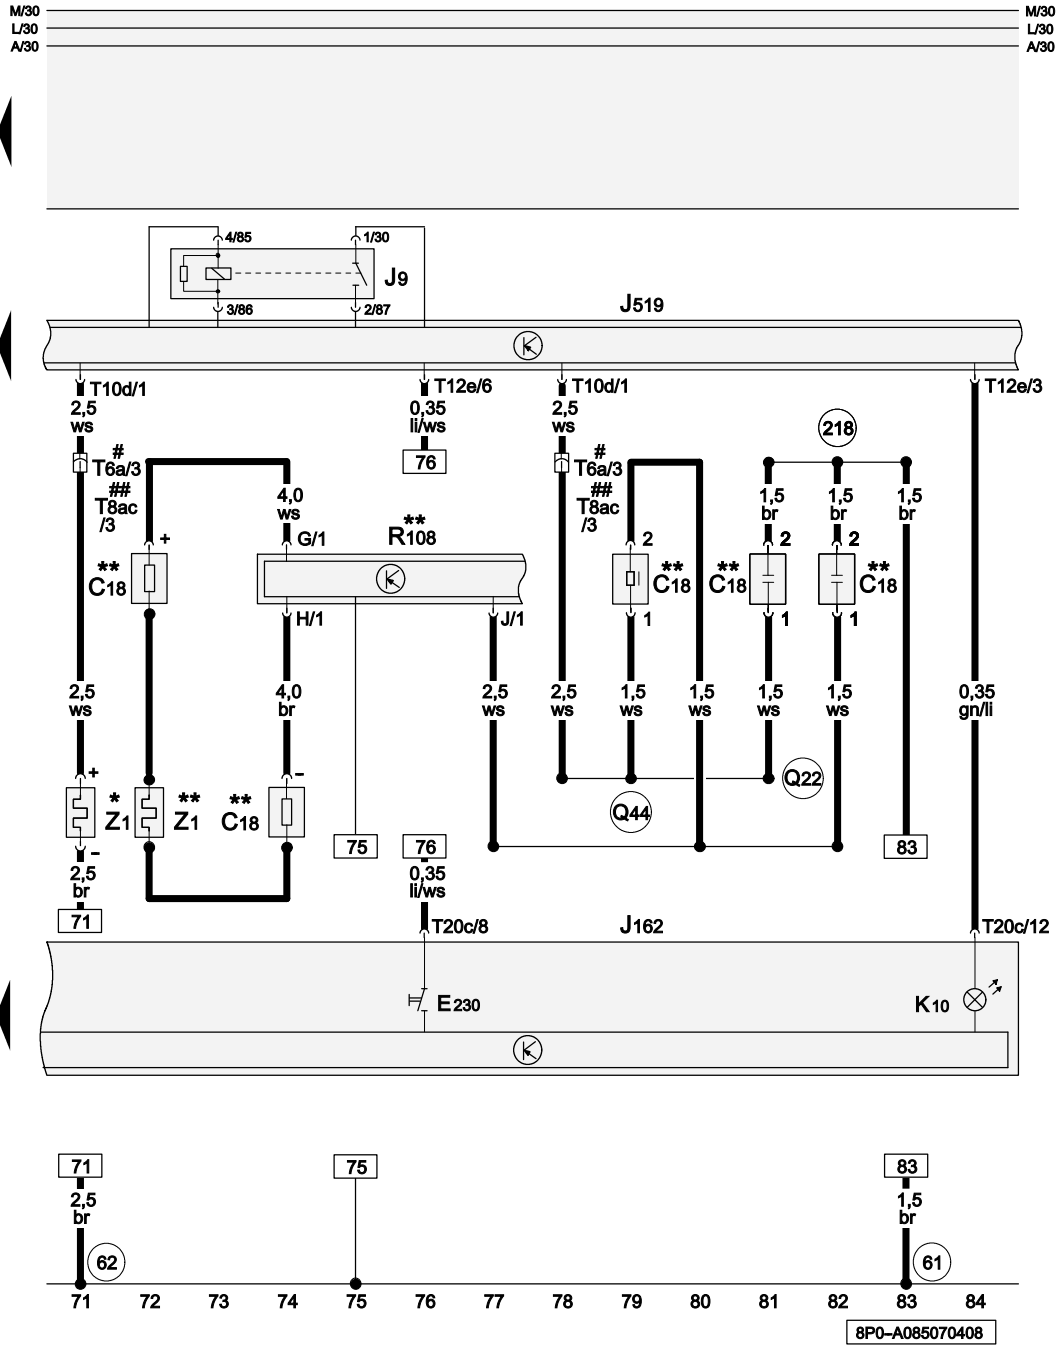 M/30 M/30
L/30 L/30
A/30 A/30
4/85 1/30
J9
3/86 2/87
J519
T10d/1 T12e/6 T10d/1 T12e/3
2,5 0,35 2,5
ws li/ws ws
218
# #
T6a/3 76 T6a/3
## ##
T8ac T8ac
/3 /3
4,0 1,5 1,5 1,5
ws br br br
**
+ G/1 R108 2 2 2
** ** ** **
C18 C18 C18 C18
H/1 J/1 1 1 1
2,5 4,0 2,5 2,5 1,5 1,5 1,5 1,5 0,35
ws br ws ws ws ws ws ws gn/li
+ -
Q22
* ** **
Z1 Z1 C18 Q44
- 75 76 83
2,5 0,35
br li/ws
71 T20c/8 J162 T20c/12
E230 K10
71 75 83
2,5 1,5
br br
62 61
71 72 73 74 75 76 77 78 79 80 81 82 83 84
8P0-A085070408